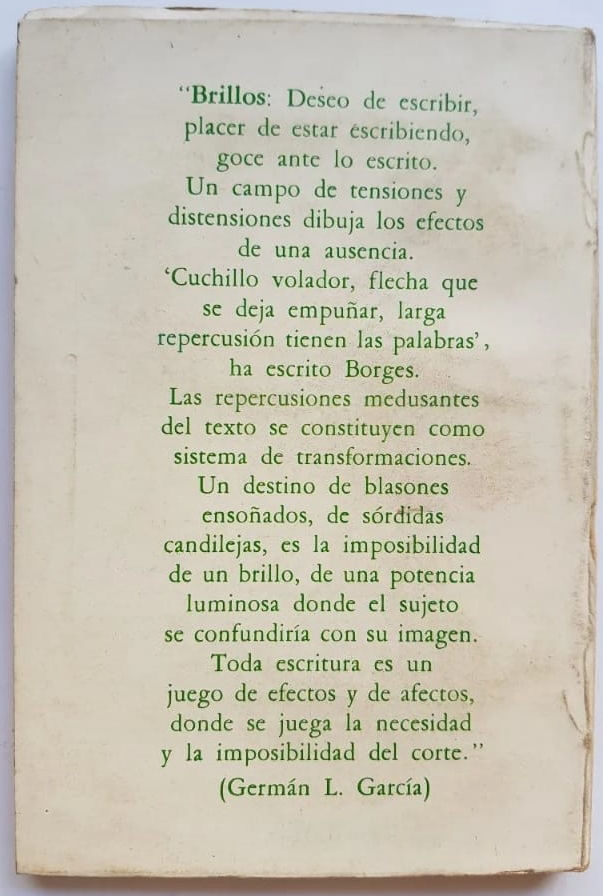 “Brillos: Deseo de escribir,
placer de estar escribiendo,
goce ante lo escrito.
Un campo de tensiones y
distensiones dibuja los efectos
de una ausencia.
‘Cuchillo volador, flecha que
se deja empuñar, larga
repercusión tienen las palabras’,
ha escrito Borges.
Las repercusiones medusantes
del texto se constituyen como
sistema de transformaciones.
Un destino de blasones
ensoñados, de sórdidas
candilejas, es la imposibilidad
de un brillo, de una potencia
luminosa donde el sujeto
se confundiría con su imagen.
Toda escritura es un
juego de efectos y de afectos,
donde se juega la necesidad
y la imposibilidad del corte.”
(Germán L. García)